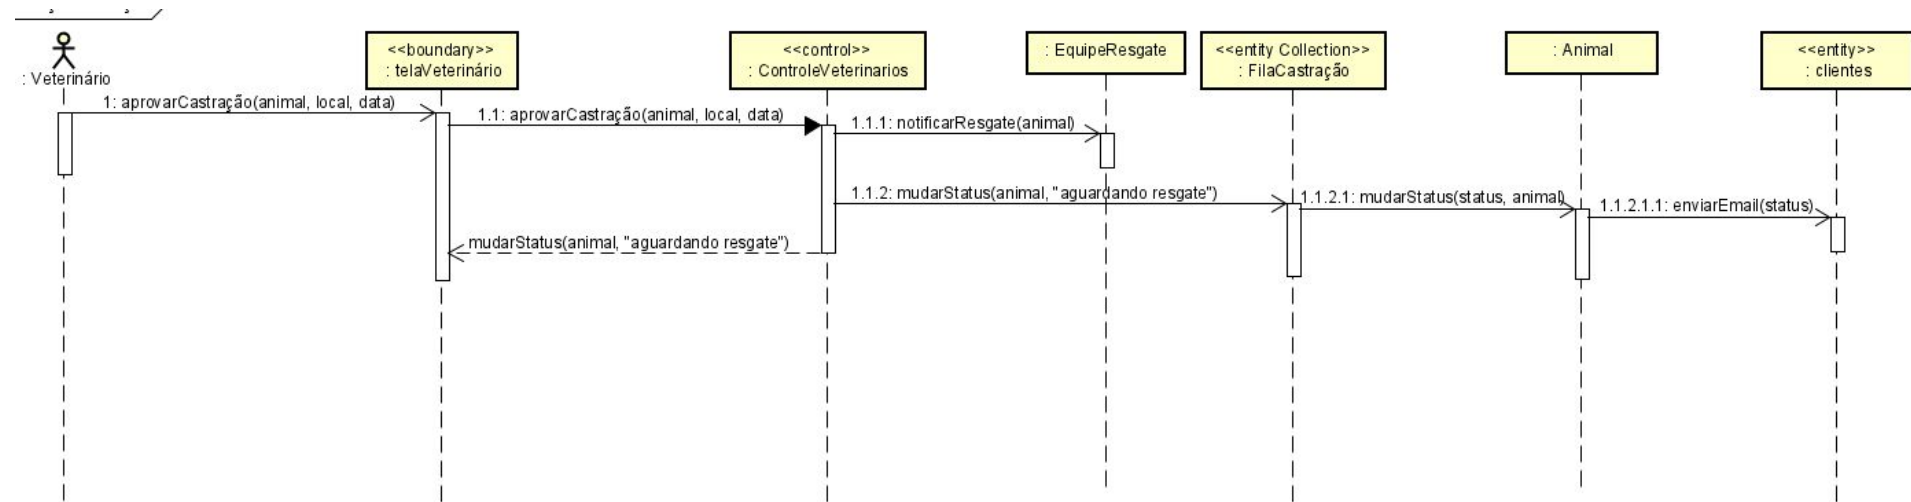 <<boundary>>
: telaVeterinário
<<control>>
: ControleVeterinarios
: EquipeResgate
<<entity Collection>>
: FilaCastração
: Animal
<<entity>>
: clientes
: Veterinário
1: aprovarCastração(animal, local, data)
1.1: aprovarCastração(animal, local, data)
1.1.1: notificarResgate(animal)
1.1.2: mudarStatus(animal, "aguardando resgate")
1.1.2.1: mudarStatus(status, animal)
1.1.2.1.1: enviarEmail(status)
mudarStatus(animal, "aguardando resgate")